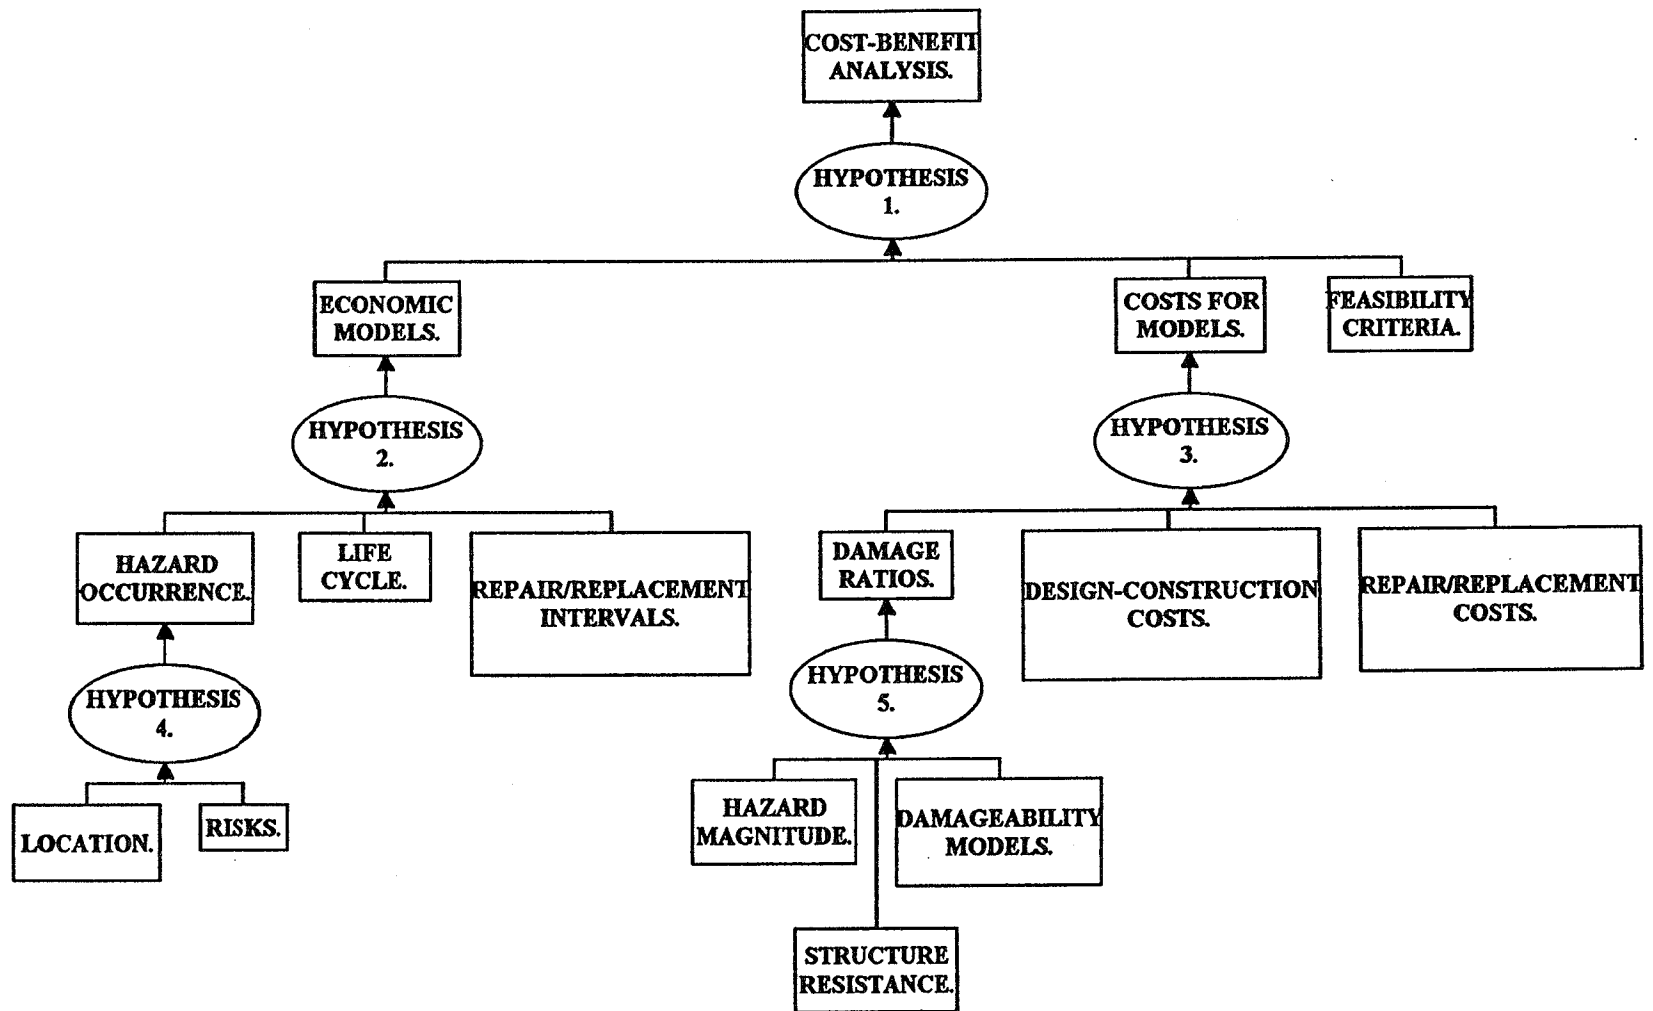 COST-BENEFIT
ANALYSIS.
HYPOTHESIS
1.
ECONOMIC
MODELS.
COSTS FOR
MODELS.
FEASIBILITY
CRITERIA.
HYPOTHESIS
2.
HYPOTHESIS
3.
HAZARD
OCCURRENCE.
LIFE
CYCLE.
REPAIR/REPLACEMENT
INTERVALS.
DAMAGE
RATIOS.
DESIGN-CONSTRUCTION
COSTS.
REPAIR/REPLACEMENT
COSTS.
HYPOTHESIS
4.
HYPOTHESIS
5.
LOCATION.
RISKS.
HAZARD
MAGNITUDE.
DAMAGEABILITY
MODELS.
STRUCTURE
RESISTANCE.